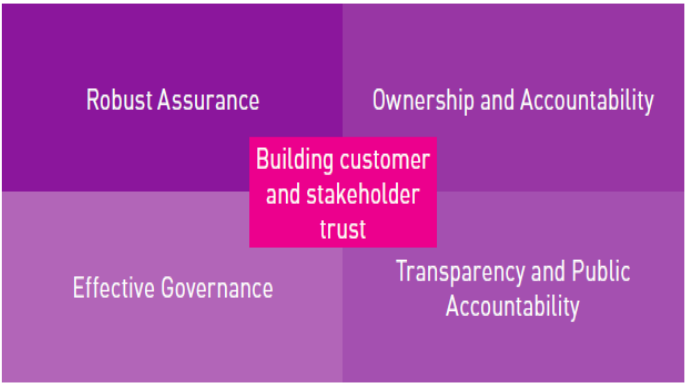 Robust Assurance
Ownership and Accountability
Building customer
and stakeholder
trust
Effective Governance
Transparency and Public
Accountability